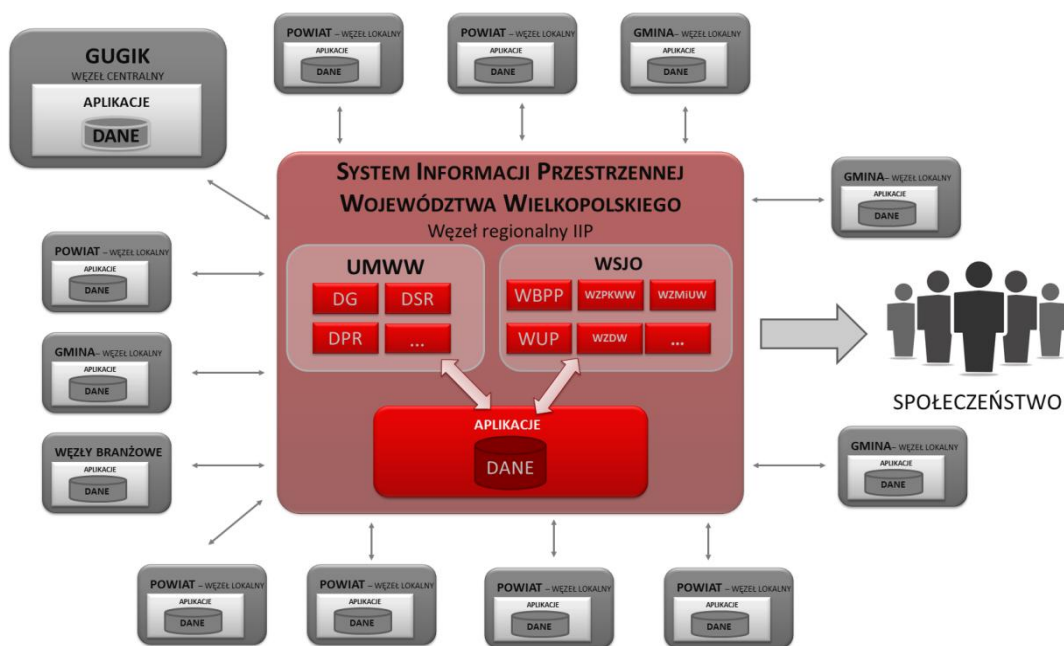 GUGIK
WĘZEŁ CENTRALNY
APLIKACJE
DANE
POWIAT – WĘZEŁ LOKALNY
APLIKACJE
DANE
POWIAT – WĘZEŁ LOKALNY
APLIKACJE
DANE
GMINA– WĘZEŁ LOKALNY
APLIKACJE
DANE
SYSTEM INFORMACJI PRZESTRZENNEJ
WOJEWÓDZTWA WIELKOPOLSKIEGO
Węzeł regionalny IIP
UMWW
DG DSR
DPR ...
WSJO
WBPP WZPKWW WZMiUW
WUP WZDW ...
APLIKACJE
DANE
GMINA– WĘZEŁ LOKALNY
APLIKACJE
DANE
POWIAT – WĘZEŁ LOKALNY
APLIKACJE
DANE
GMINA– WĘZEŁ LOKALNY
APLIKACJE
DANE
SPOŁECZEŃSTWO
WĘZŁY BRANŻOWE
APLIKACJE
DANE
GMINA– WĘZEŁ LOKALNY
APLIKACJE
DANE
POWIAT – WĘZEŁ LOKALNY
APLIKACJE
DANE
POWIAT – WĘZEŁ LOKALNY
APLIKACJE
DANE
POWIAT – WĘZEŁ LOKALNY
APLIKACJE
DANE
POWIAT – WĘZEŁ LOKALNY
APLIKACJE
DANE